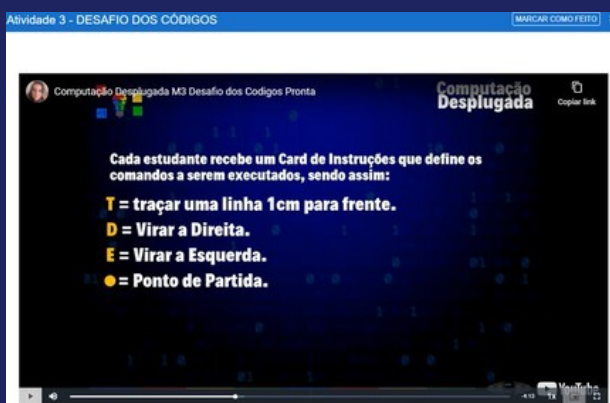 Atividade 3 - DESAFIO DOS CÓDIGOS
MARCAR COMO FEITO
Computação Desplugada M3 Desafio dos Codigos Pronta
Computação
Desplugada
Copiar link
Cada estudante recebe um Card de Instruções que define os
comandos a serem executados, sendo assim:
T = traçar uma linha 1cm para frente.
D = Virar a Direita.
E = Virar a Esquerda.
= Ponto de Partida.
YouTube
1x